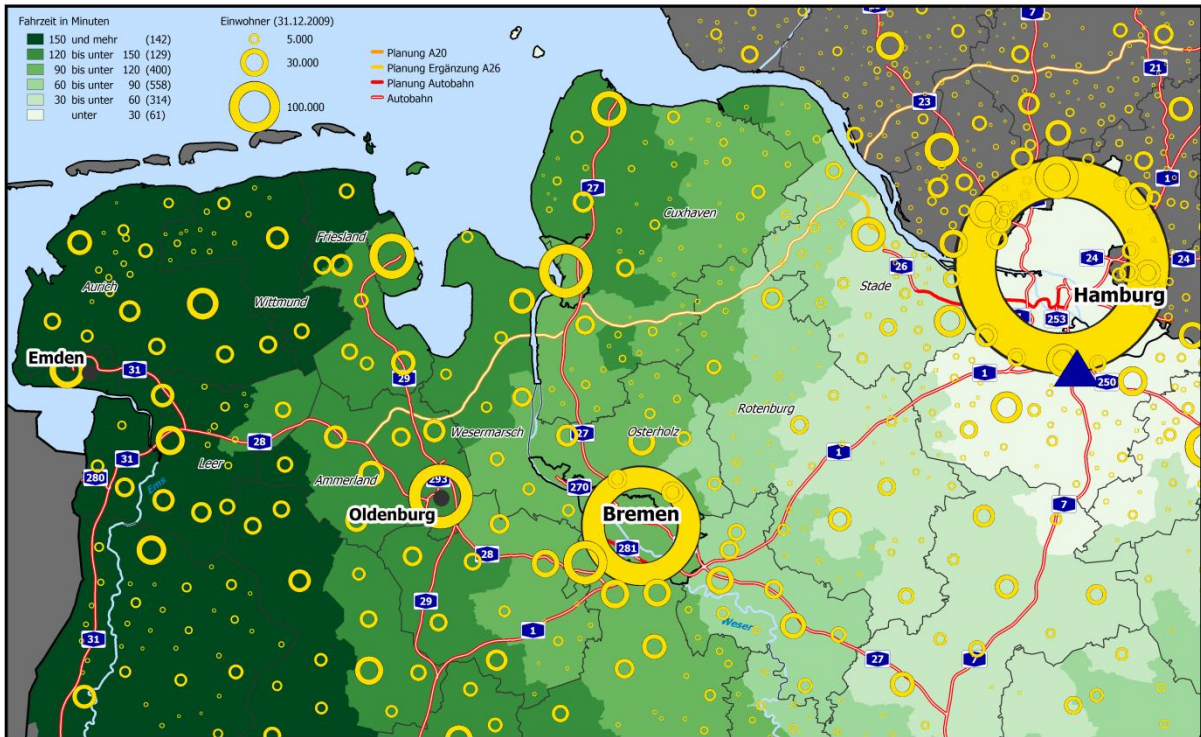 Fahrzeit in Minuten
150 und mehr (142)
120 bis unter 150 (129)
90 bis unter 120 (400)
60 bis unter 90 (558)
30 bis unter 60 (314)
unter 30 (61)
Einwohner (31.12.2009)
5.000
30.000
100.000
Planung A20
Planung Ergänzung A26
Planung Autobahn
Autobahn
7
21
23
1
27
Cuxhaven
Friesland
Aurich
Wittmund
24
24
26
Stade
Hamburg
253
Emden
31
29
1
250
Rotenburg
Wesermarsch
Osterholz
27
28
1
31
Leer
280
Ammerland
293
270
Ems
7
Oldenburg
Bremen
281
28
29
1
Weser
31
27
7